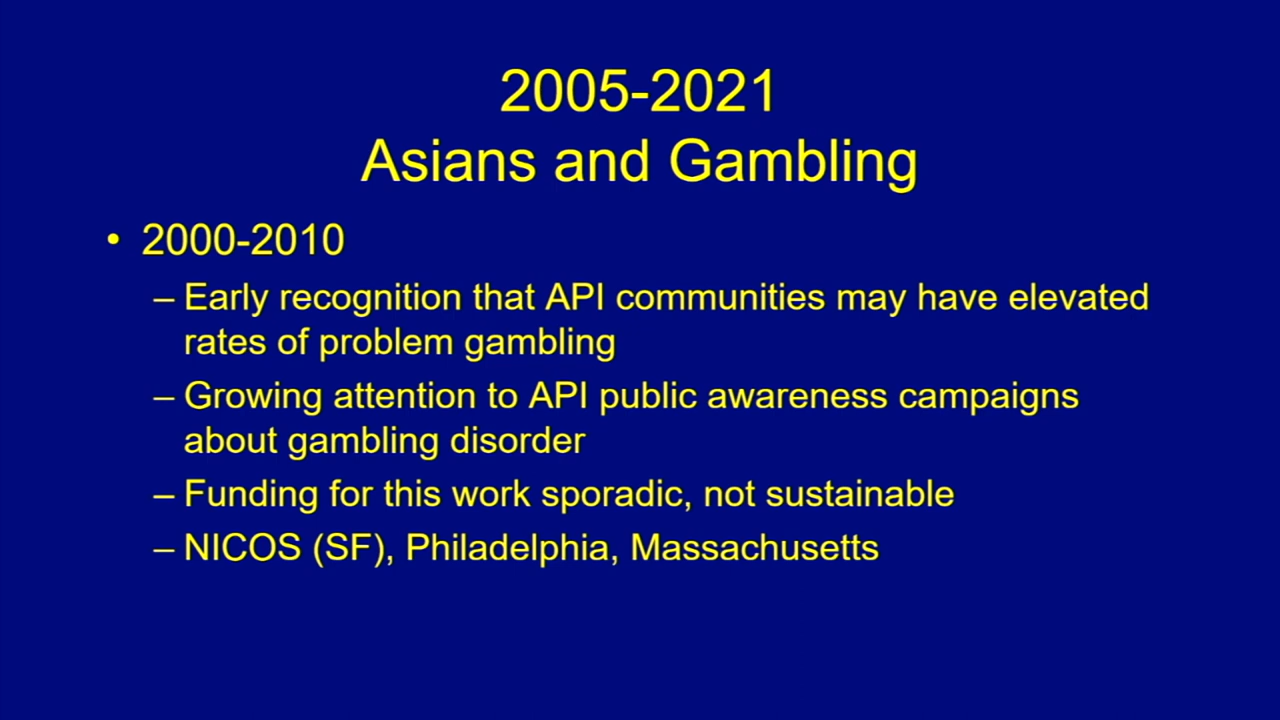 2005-2021
Asians and Gambling
• 2000-2010
– Early recognition that API communities may have elevated
rates of problem gambling
– Growing attention to API public awareness campaigns
about gambling disorder
– Funding for this work sporadic, not sustainable
– NICOS (SF), Philadelphia, Massachusetts